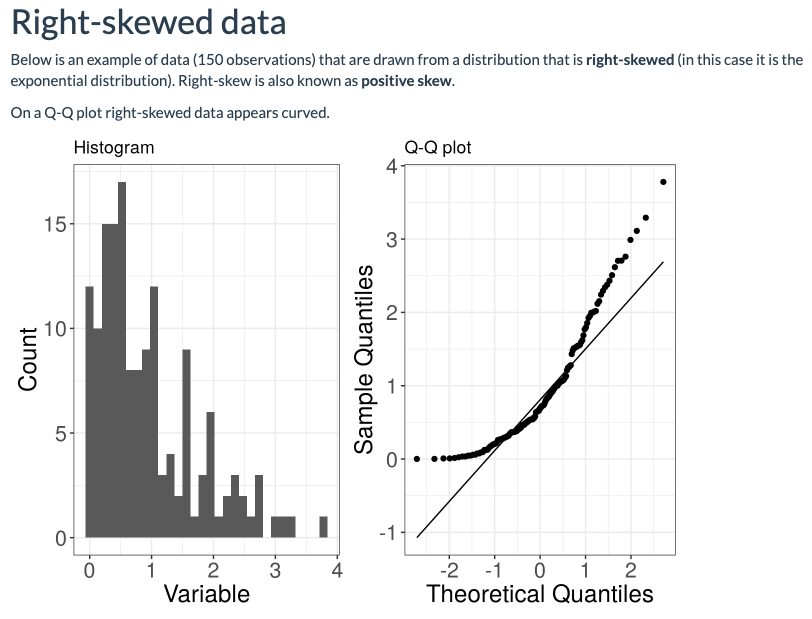 Right-skewed data
Below is an example of data (150 observations) that are drawn from a distribution that is right-skewed (in this case it is the
exponential distribution). Right-skew is also known as positive skew.
On a Q-Q plot right-skewed data appears curved.
Histogram
15
10
5
0
Count
0 1 2 3 4
Variable
Q-Q plot
4
3
2
1
0
-1
Sample Quantiles
-2 -1 0 1 2
Theoretical Quantiles